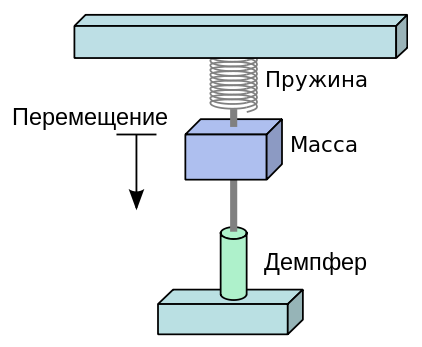 Пружина
Перемещение
Масса
Демпфер